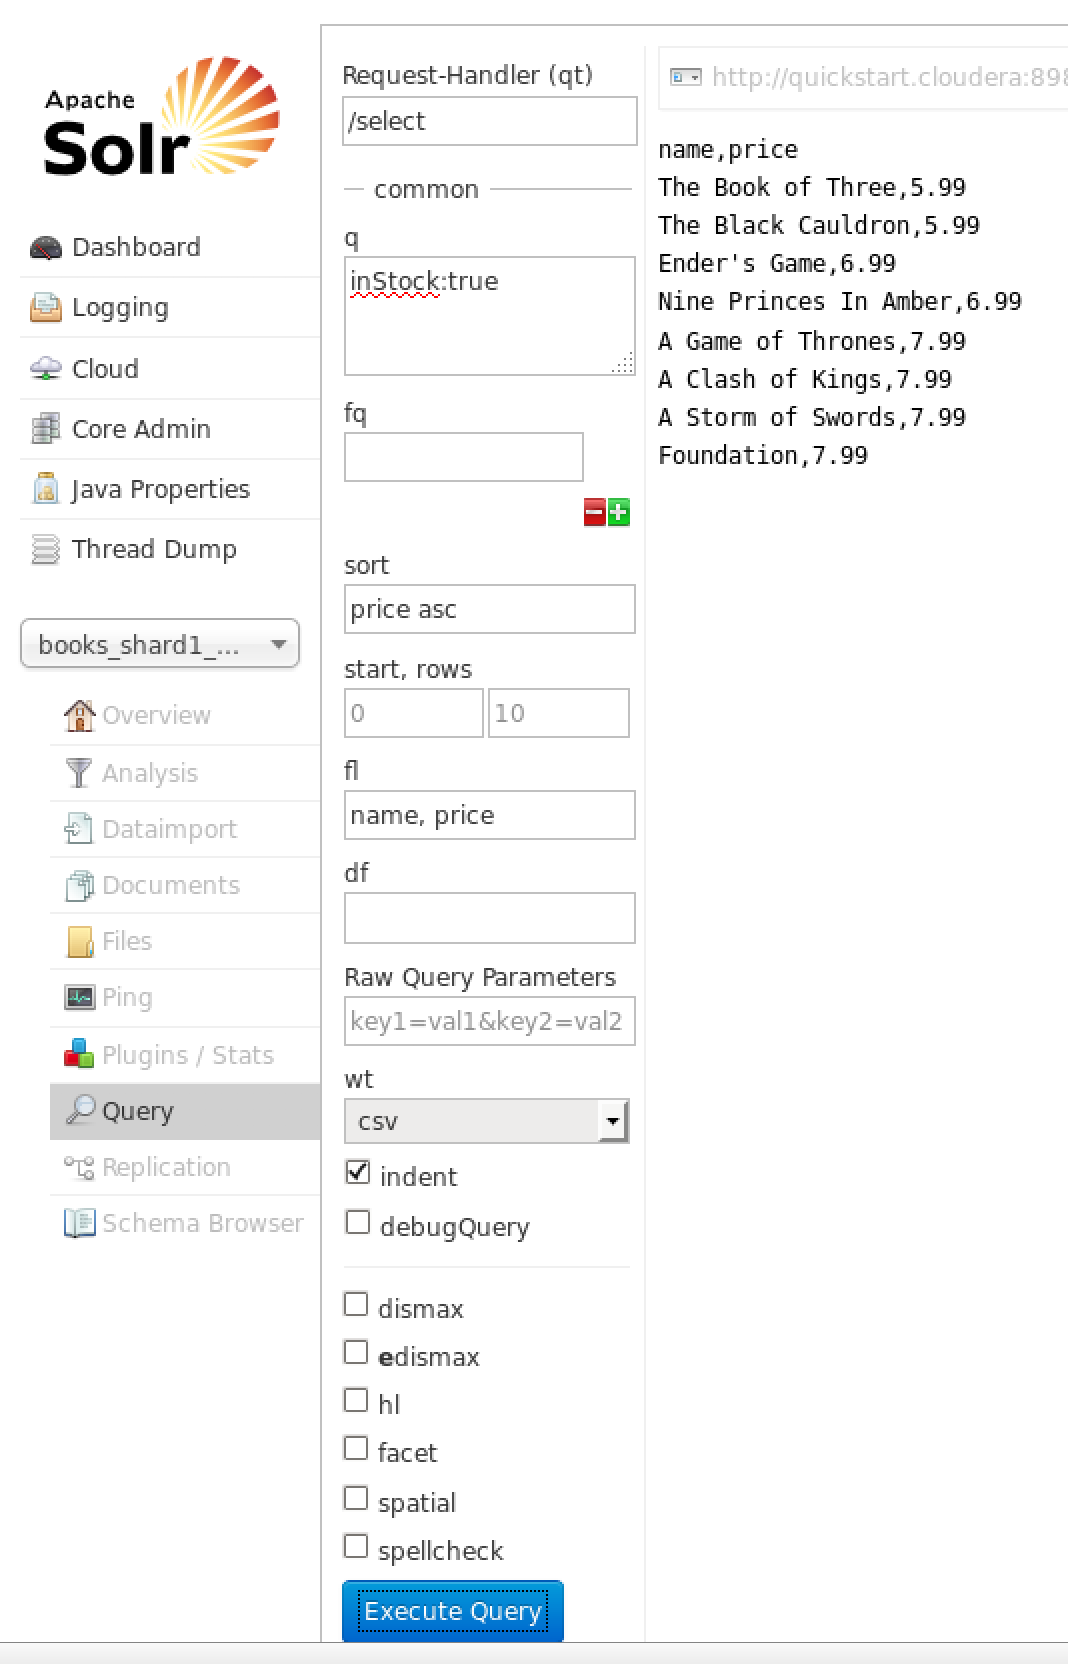 Apache
Solr
Dashboard
Logging
Cloud
Core Admin
Java Properties
Thread Dump
books_shard1_...
Overview
Analysis
Dataimport
Documents
Files
Ping
Plugins / Stats
Query
Replication
Schema Browser
Request-Handler (qt)
/select
common
q
inStock:true
fq
sort
price asc
start, rows
0 10
fl
name, price
df
Raw Query Parameters
key1=val1&key2=val2
wt
csv
indent
debugQuery
dismax
edismax
hl
facet
spatial
spellcheck
Execute Query
http://quickstart.cloudera:898
name,price
The Book of Three,5.99
The Black Cauldron,5.99
Ender's Game,6.99
Nine Princes In Amber,6.99
A Game of Thrones,7.99
A Clash of Kings,7.99
A Storm of Swords,7.99
Foundation,7.99